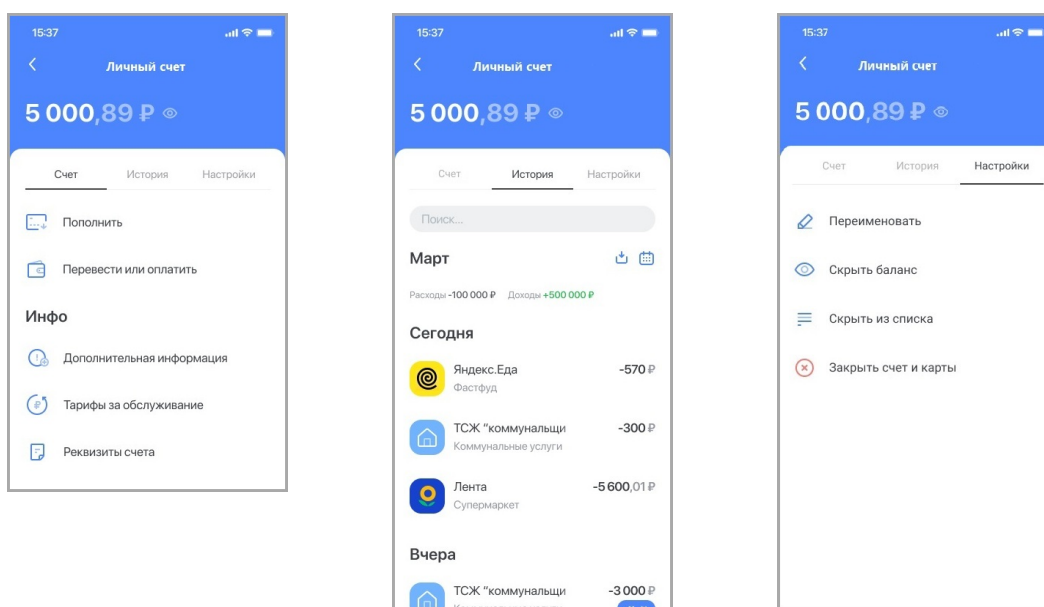 15:37
Личный счет
5 000,89 ₽
Счет История Настройки
Пополнить
Перевести или оплатить
Инфо
Дополнительная информация
Тарифы за обслуживание
Реквизиты счета
15:37
Личный счет
5 000,89 ₽
Счет История Настройки
Поиск...
Март
Расходы -100 000 ₽ Доходы +500 000 ₽
Сегодня
Яндекс.Еда -570 ₽
Фастфуд
ТСЖ "коммунальщи -300 ₽
Коммунальные услуги
Лента -5 600,01 ₽
Супермаркет
Вчера
ТСЖ "коммунальщи -3 000 ₽
15:37
Личный счет
5 000,89 ₽
Счет История Настройки
Переименовать
Скрыть баланс
Скрыть из списка
Закрыть счет и карты